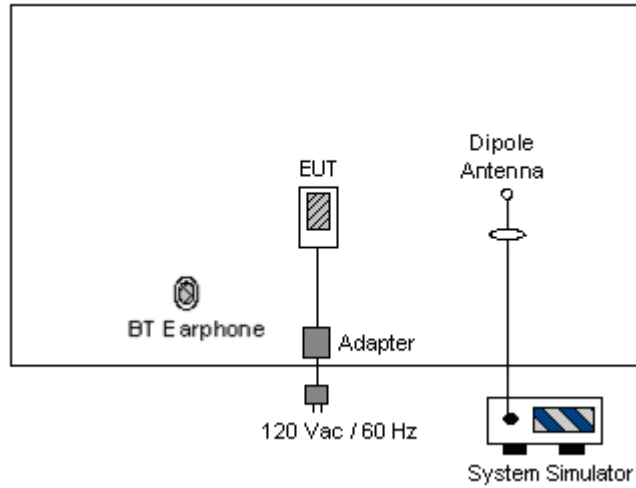 Dipole
Antenna
EUT
BT Earphone
Adapter
120 Vac / 60 Hz
System Simulator